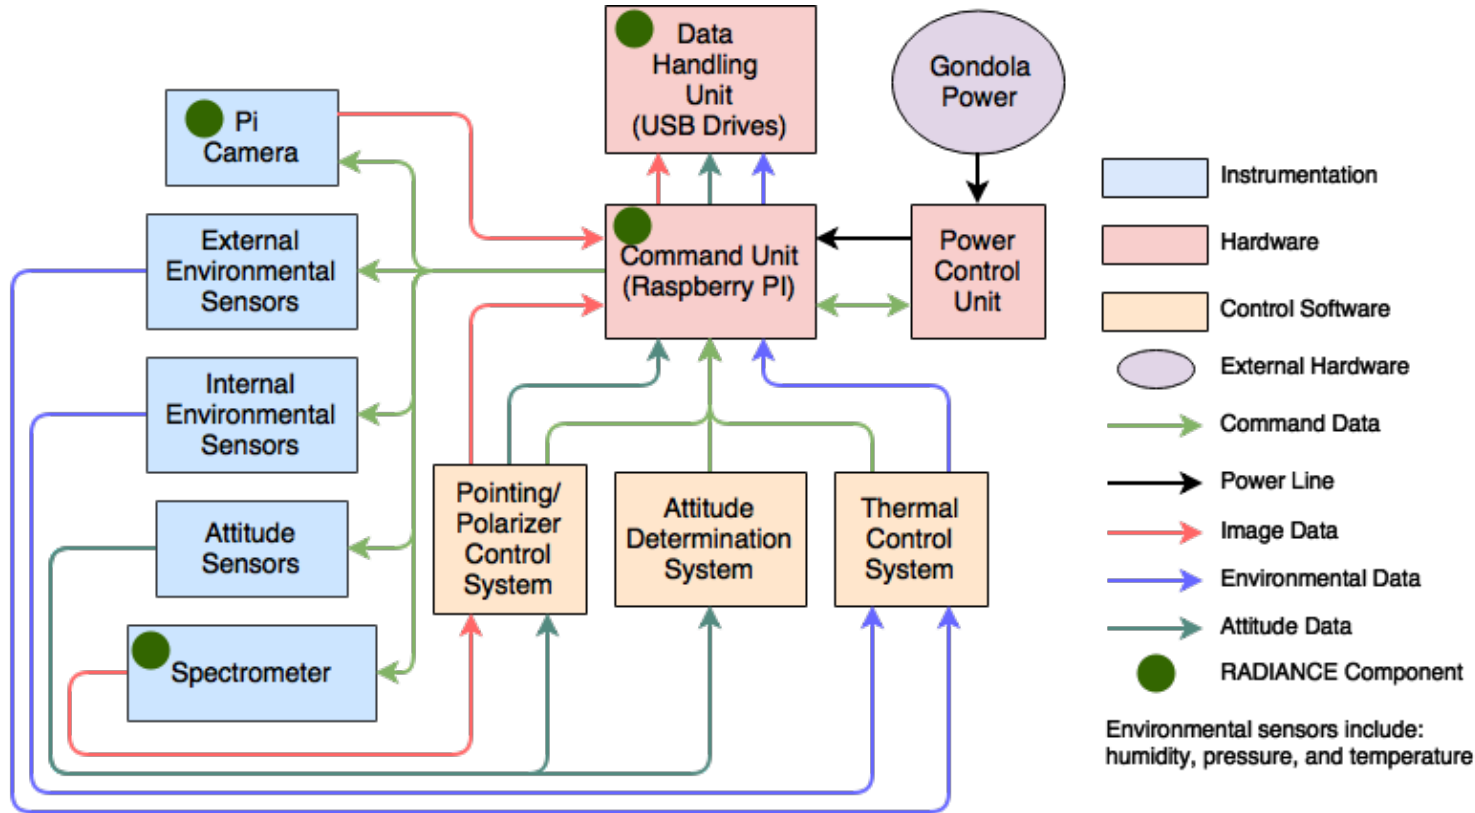 Data
Handling
Unit
(USB Drives)
Gondola
Power
Pi
Camera
External
Environmental
Sensors
Command Unit
(Raspberry PI)
Power
Control
Unit
Internal
Environmental
Sensors
Attitude
Sensors
Spectrometer
Pointing/
Polarizer
Control
System
Attitude
Determination
System
Thermal
Control
System
Instrumentation
Hardware
Control Software
External Hardware
Command Data
Power Line
Image Data
Environmental Data
Attitude Data
RADIANCE Component
Environmental sensors include:
humidity, pressure, and temperature